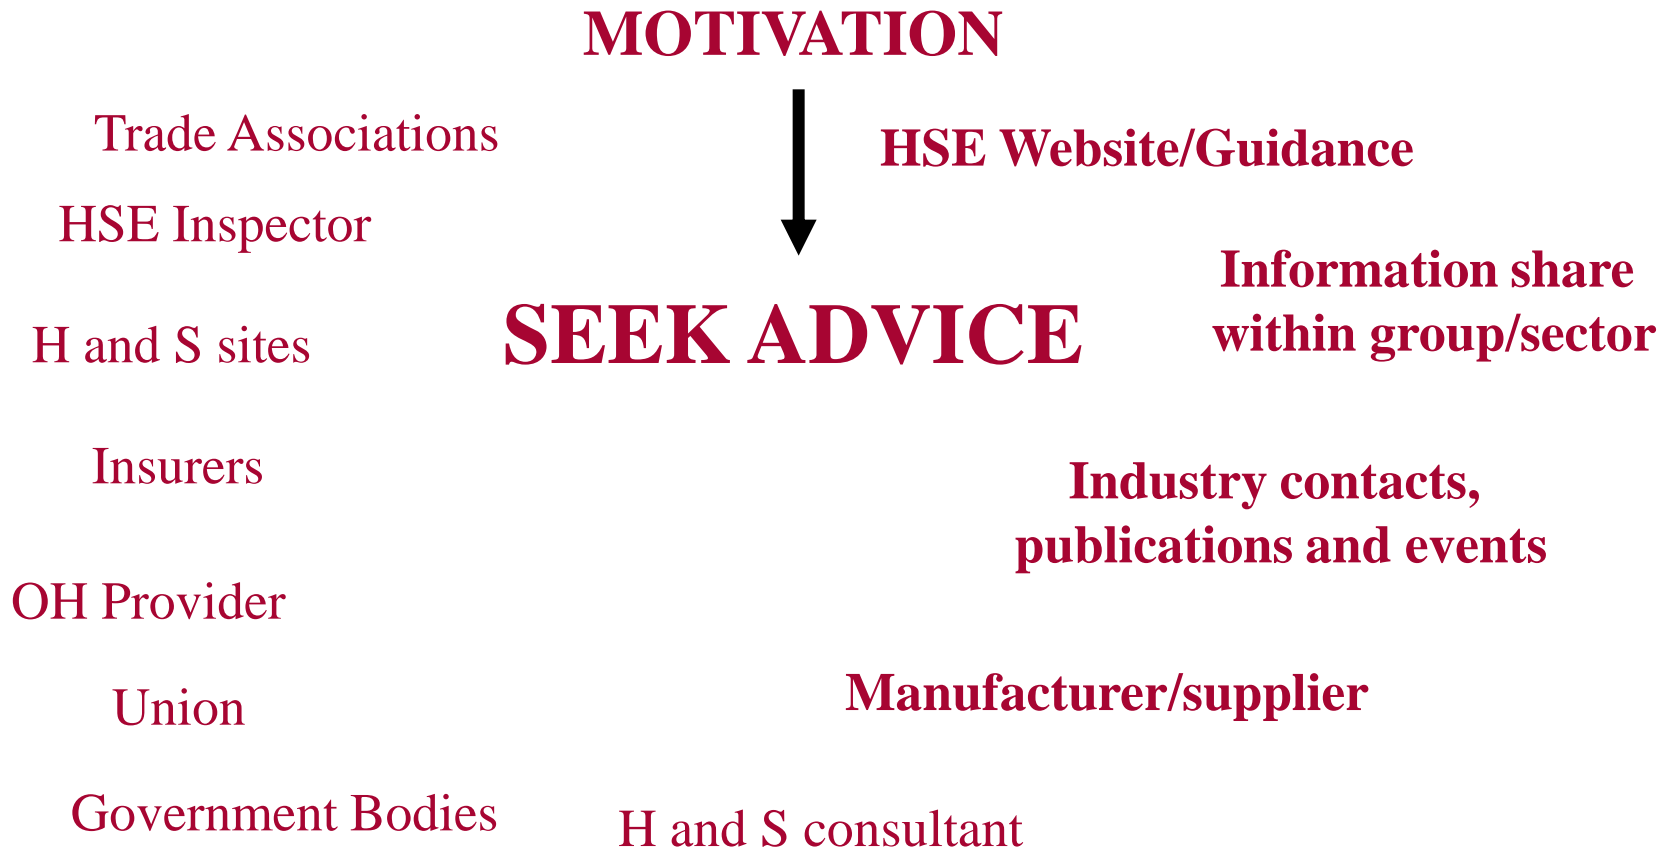 MOTIVATION
Trade Associations
HSE Website/Guidance
HSE Inspector
Information share
within group/sector
H and S sites
SEEK ADVICE
Insurers
Industry contacts,
publications and events
OH Provider
Manufacturer/supplier
Union
Government Bodies
H and S consultant